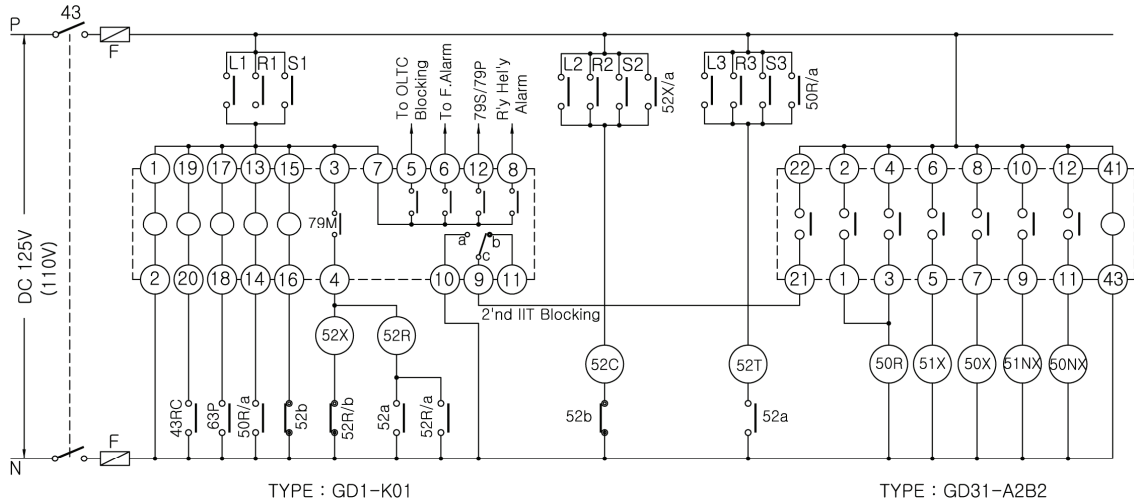 P
43
F
L1 R1 S1
To OLTC
Blocking
To F.Alarm
79S/79P
R'y Hel'y
Alarm
L2 R2 S2
52X/a
L3 R3 S3
50R/a
1 19 17 13 15 3 7 5 6 12 8
22 2 4 6 8 10 12 41
79M
a b
c
DC 125V
(110V)
2 20 18 14 16 4 10 9 11
21 1 3 5 7 9 11 43
2'nd IIT Blocking
52X 52R
52C 52T
50R 51X 50X 51NX 50NX
43RC
63P
50R/a
52b
52R/b
52a
52R/a
52b
52a
N
F
TYPE : GD1-K01
TYPE : GD31-A2B2